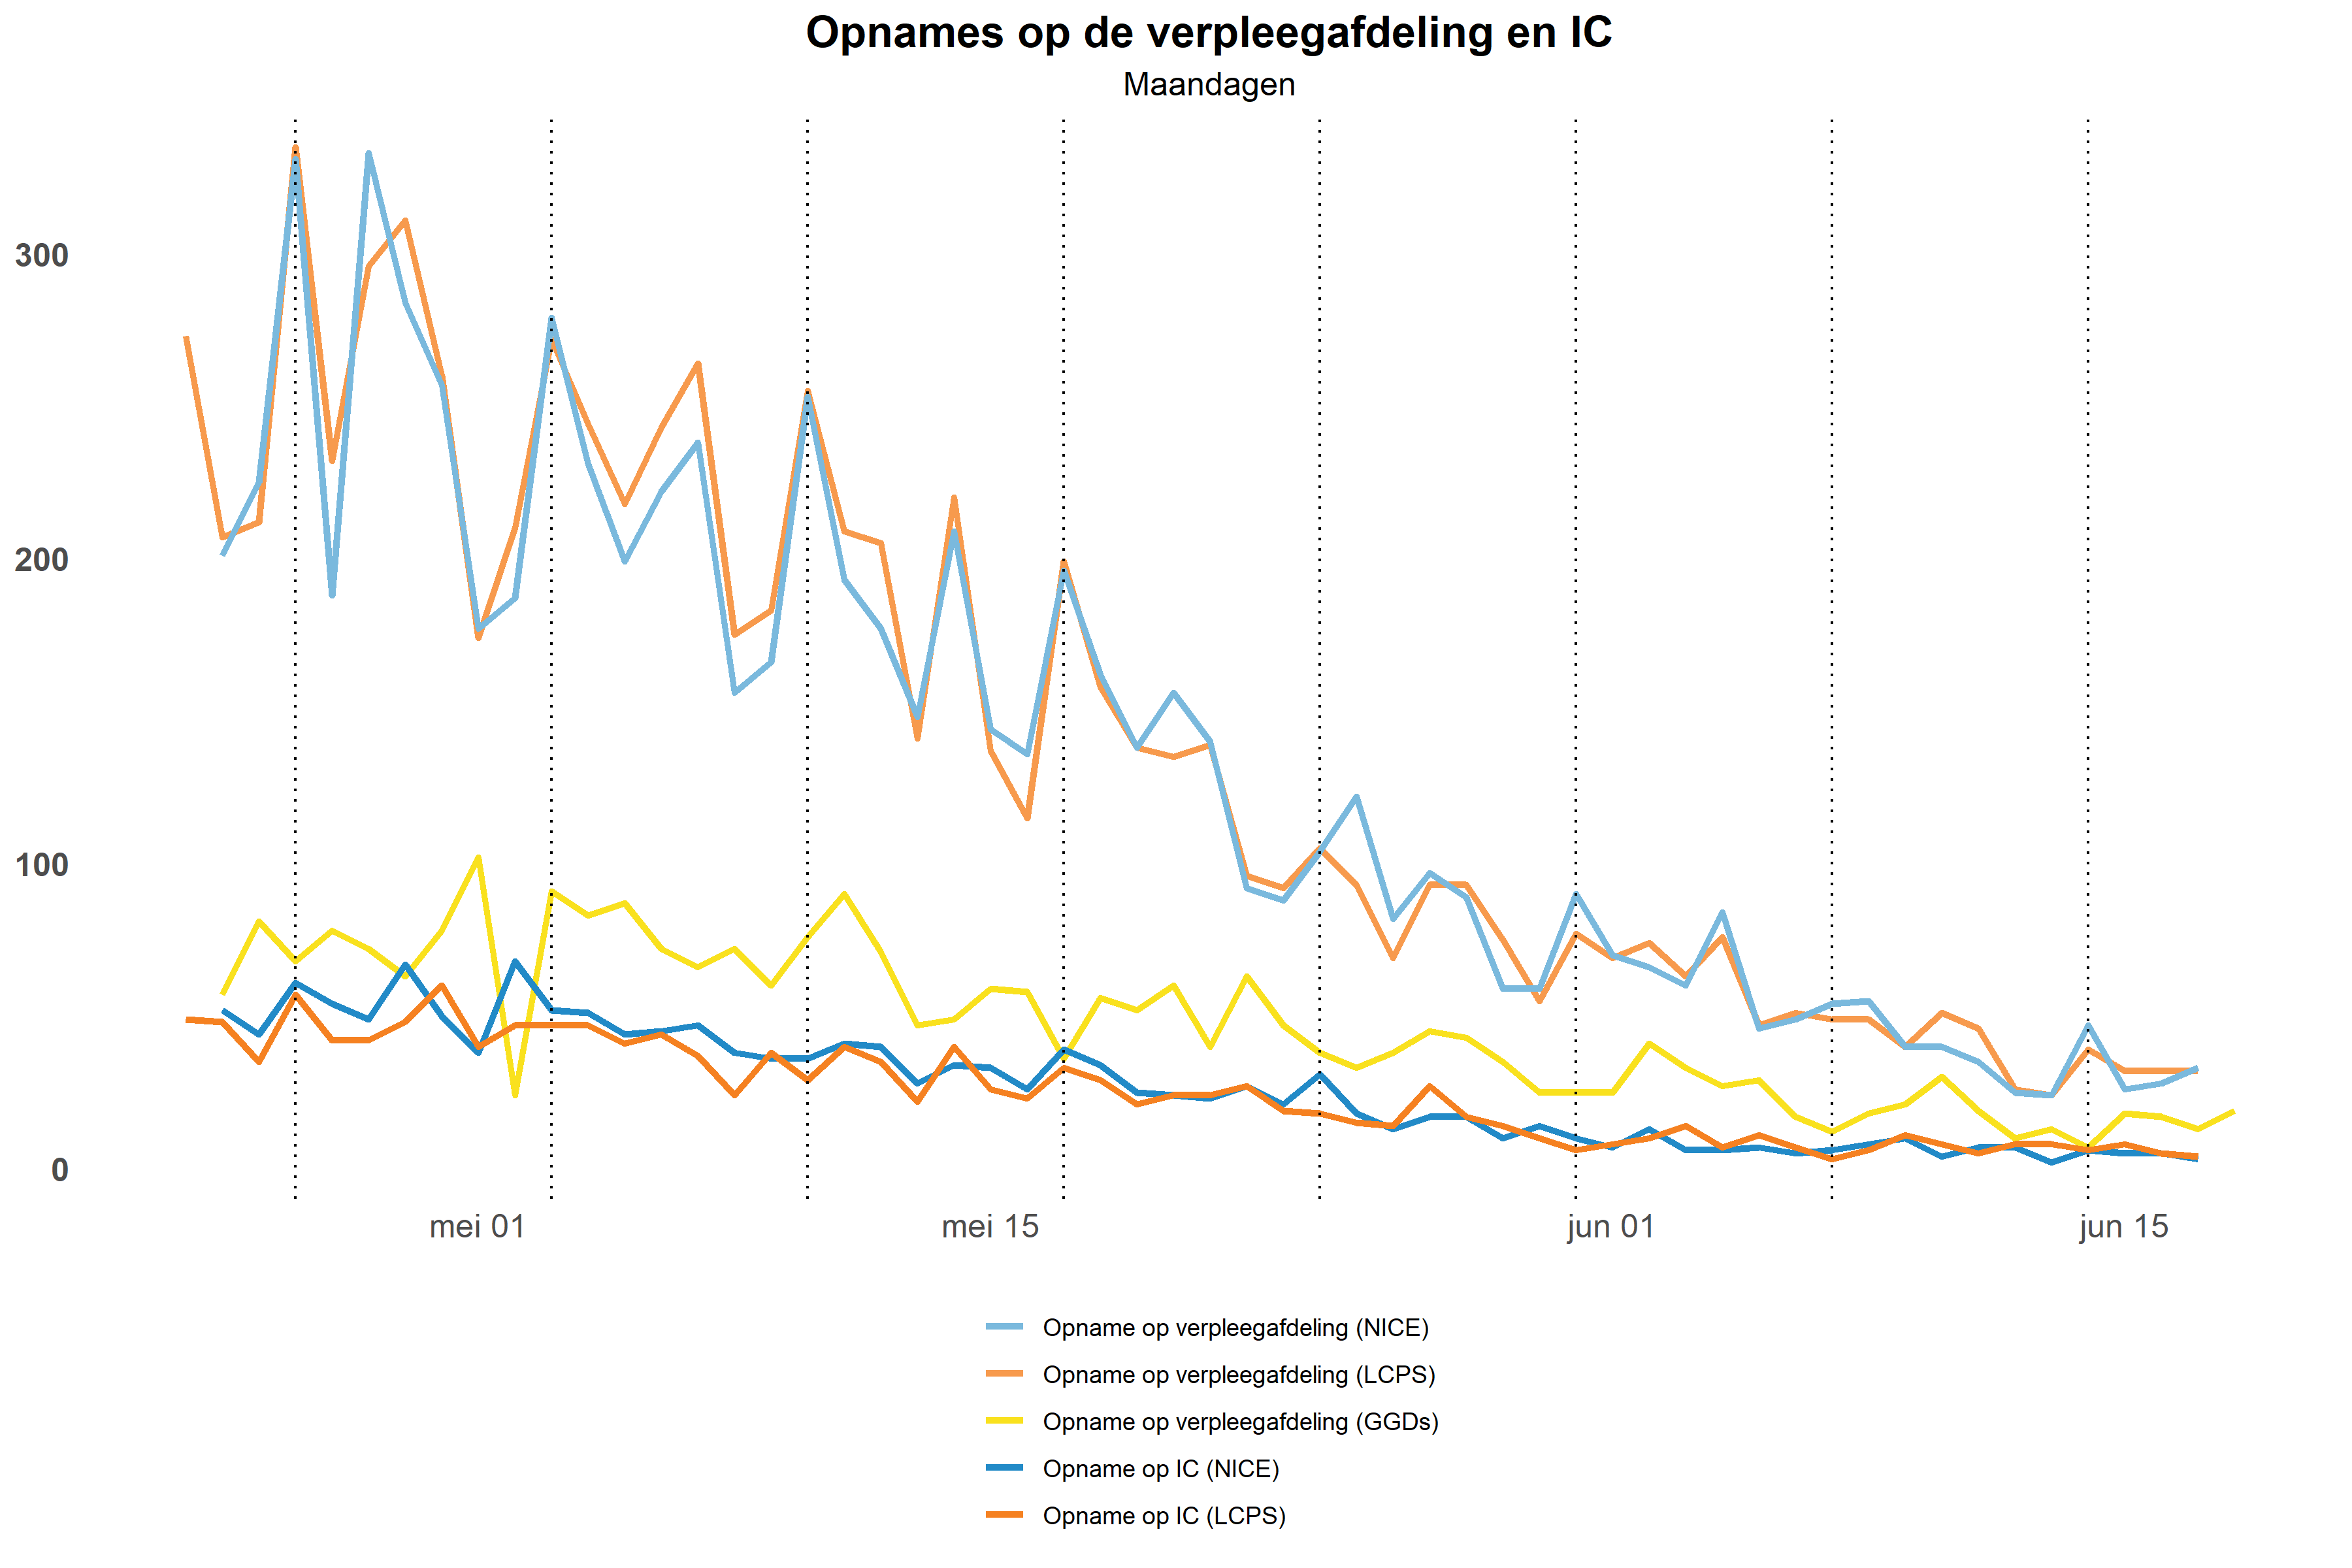 Opnames op de verpleegafdeling en IC
Maandagen
300
200
100
0
mei 01
mei 15
jun 01
jun 15
Opname op verpleegafdeling (NICE)
Opname op verpleegafdeling (LCPS)
Opname op verpleegafdeling (GGDs)
Opname op IC (NICE)
Opname op IC (LCPS)